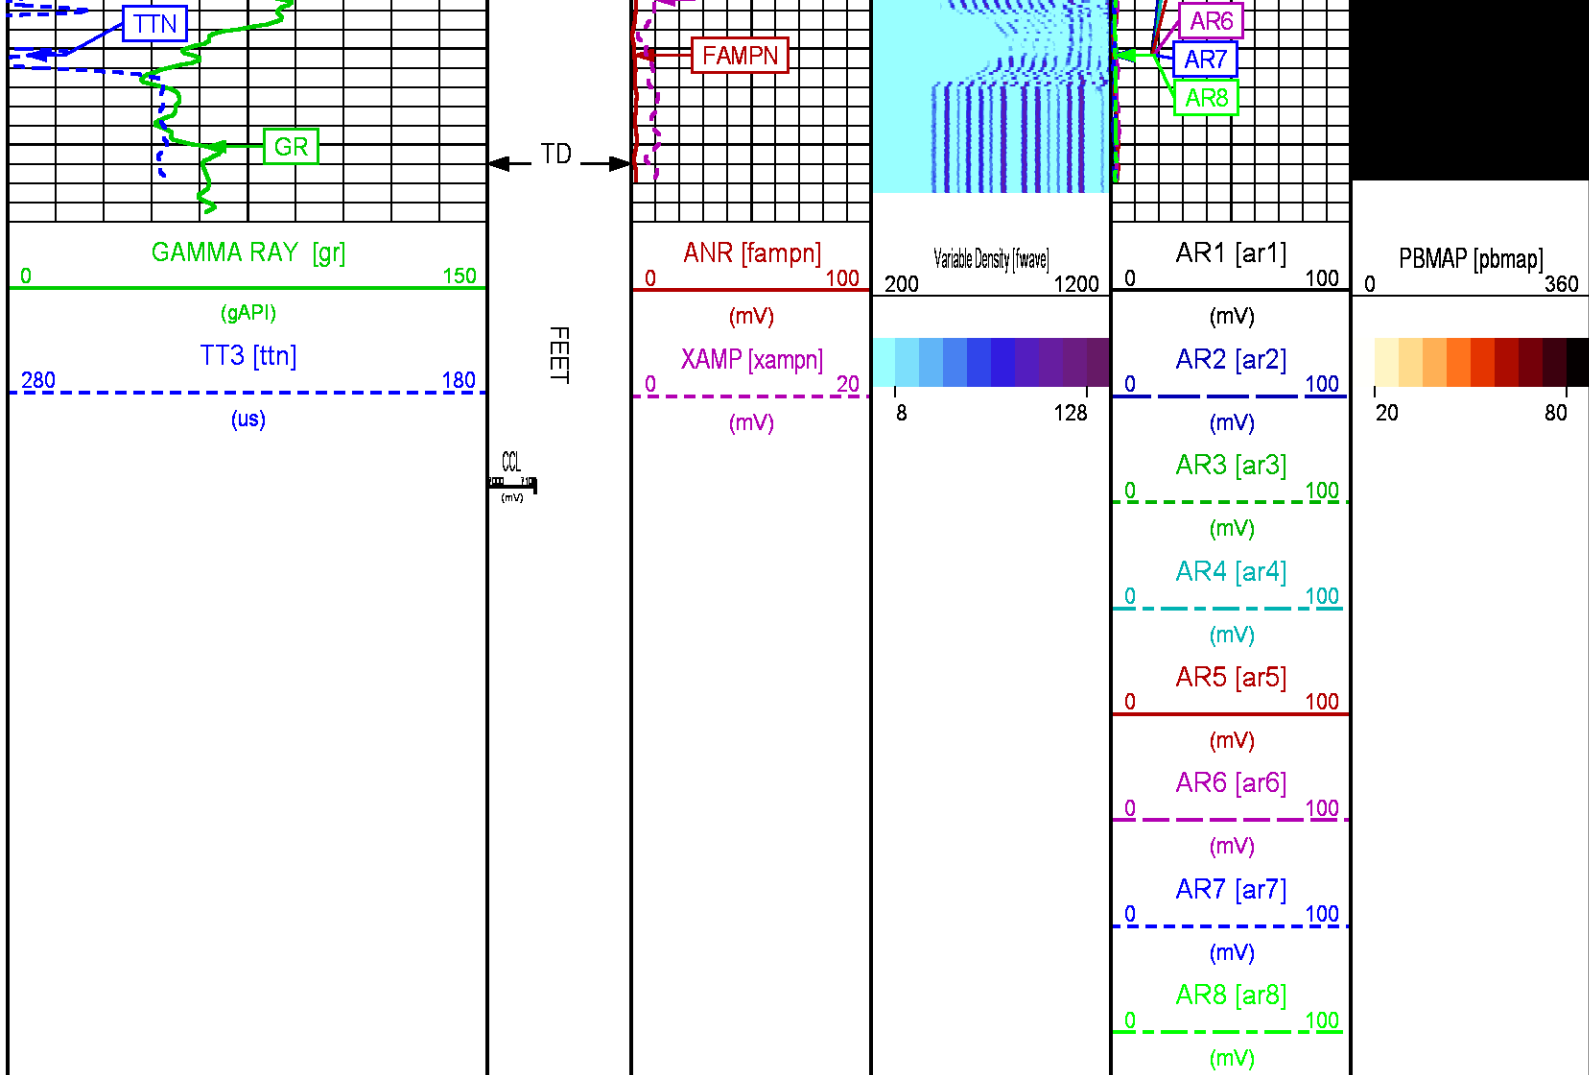 TTN
GR
TD
FAMPN
AR6
AR7
AR8
GAMMA RAY [gr]
0 150
(gAPI)
TT3 [ttn]
280 180
(us)
FEET
CCL
(mV)
ANR [fampn]
0 100
(mV)
XAMP [xampn]
0 20
(mV)
Variable Density [fwave]
200 1200
8 128
AR1 [ar1]
0 100
(mV)
AR2 [ar2]
0 100
(mV)
AR3 [ar3]
0 100
(mV)
AR4 [ar4]
0 100
(mV)
AR5 [ar5]
0 100
(mV)
AR6 [ar6]
0 100
(mV)
AR7 [ar7]
0 100
(mV)
AR8 [ar8]
0 100
(mV)
PBMAP [pbmap]
0 360
20 80